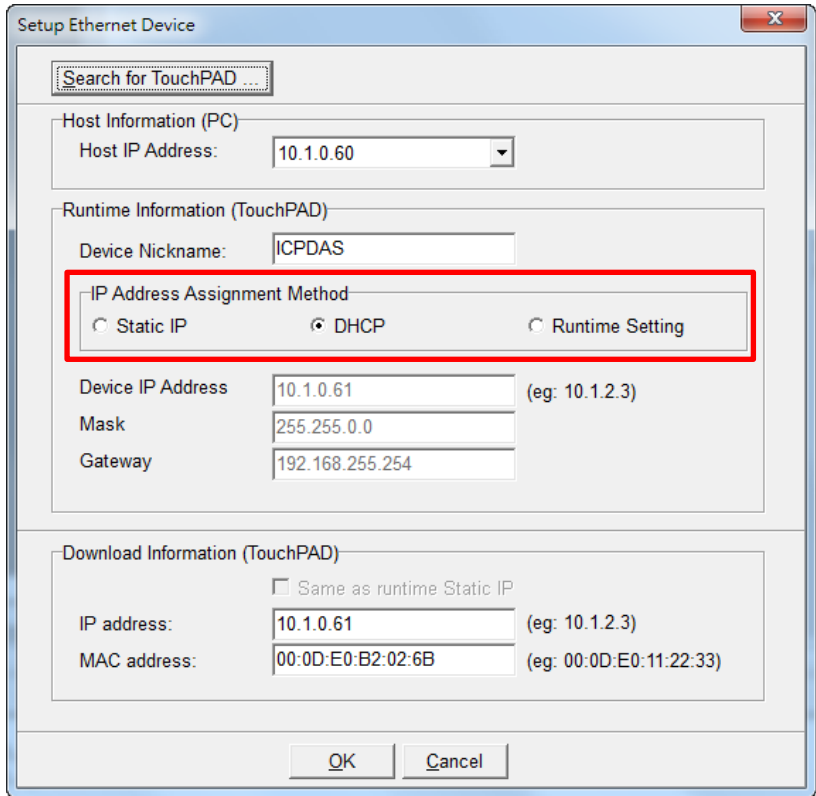 Setup Ethernet Device
Search for TouchPAD ...
Host Information (PC)
Host IP Address: 10.1.0.60
Runtime Information (TouchPAD)
Device Nickname: ICPDAS
IP Address Assignment Method
Static IP DHCP Runtime Setting
Device IP Address 10.1.0.61 (eg: 10.1.2.3)
Mask 255.255.0.0
Gateway 192.168.255.254
Download Information (TouchPAD)
Same as runtime Static IP
IP address: 10.1.0.61 (eg: 10.1.2.3)
MAC address: 00:0D:E0:B2:02:6B (eg: 00:0D:E0:11:22:33)
OK Cancel